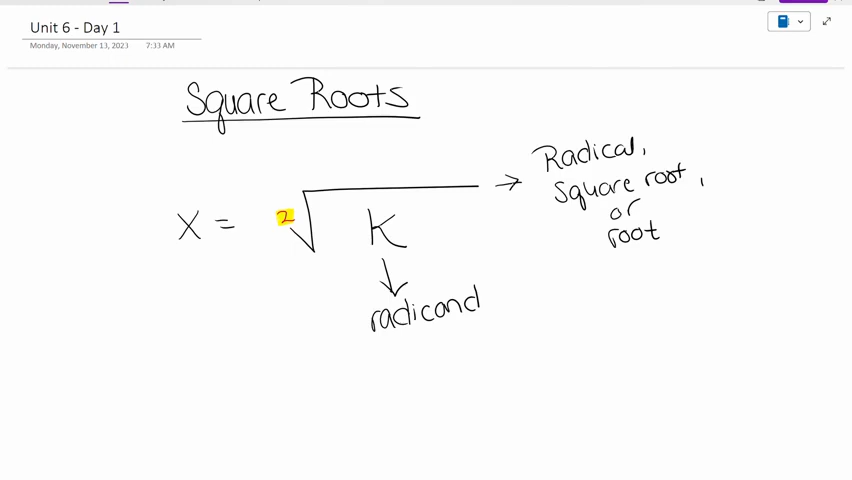 Unit 6 - Day 1
Monday, November 13, 2023 7:33 AM
Square Roots
Radical,
Square root,
or
root
X = ²√K
radicand